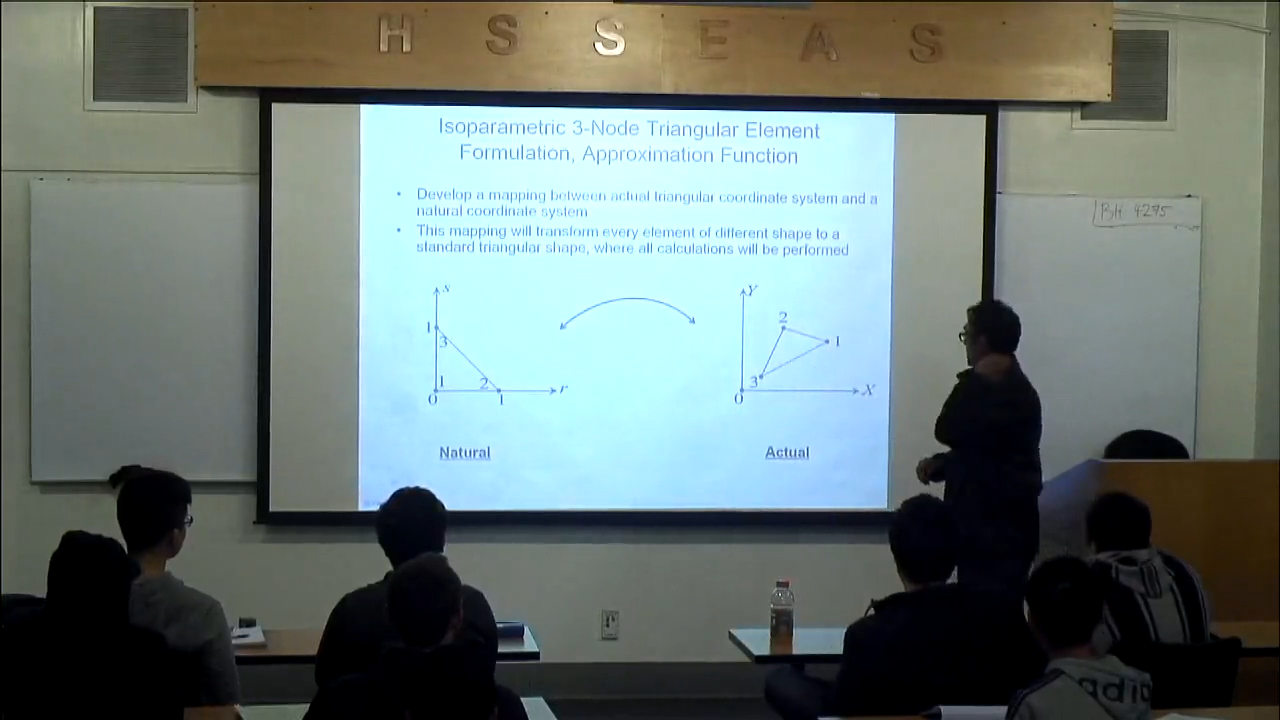 H S S E A S
Isoparametric 3-Node Triangular Element
Formulation, Approximation Function
• Develop a mapping between actual triangular coordinate system and a
natural coordinate system
• This mapping will transform every element of different shape to a
standard triangular shape, where all calculations will be performed
BH 4275
s
1
3
1
2
0
1
r
Natural
Y
2
1
3
0
X
Actual
adid